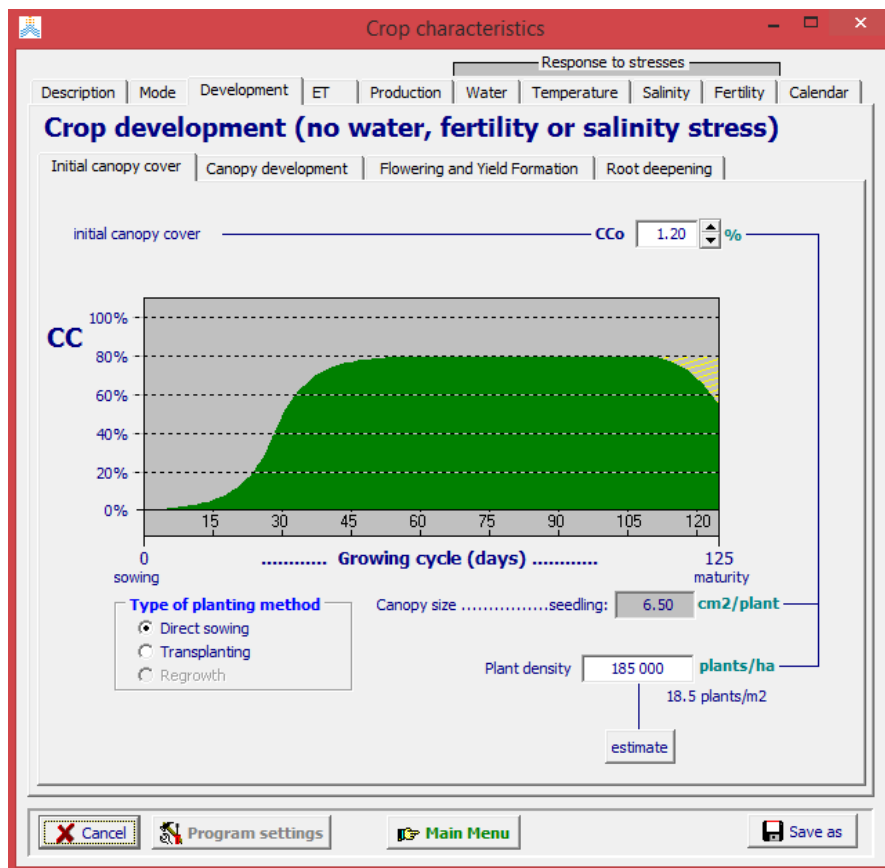 Crop characteristics
Response to stresses
Description Mode Development ET Production Water Temperature Salinity Fertility Calendar
Crop development (no water, fertility or salinity stress)
Initial canopy cover Canopy development Flowering and Yield Formation Root deepening
initial canopy cover CCo 1.20 %
CC
100%
80%
60%
40%
20%
0%
15 30 45 60 75 90 105 120
0 ............ Growing cycle (days) ............ 125
sowing maturity
Type of planting method
Direct sowing
Transplanting
Regrowth
Canopy size ................seedling: 6.50 cm2/plant
Plant density 185 000 plants/ha
18.5 plants/m2
estimate
Cancel Program settings Main Menu Save as